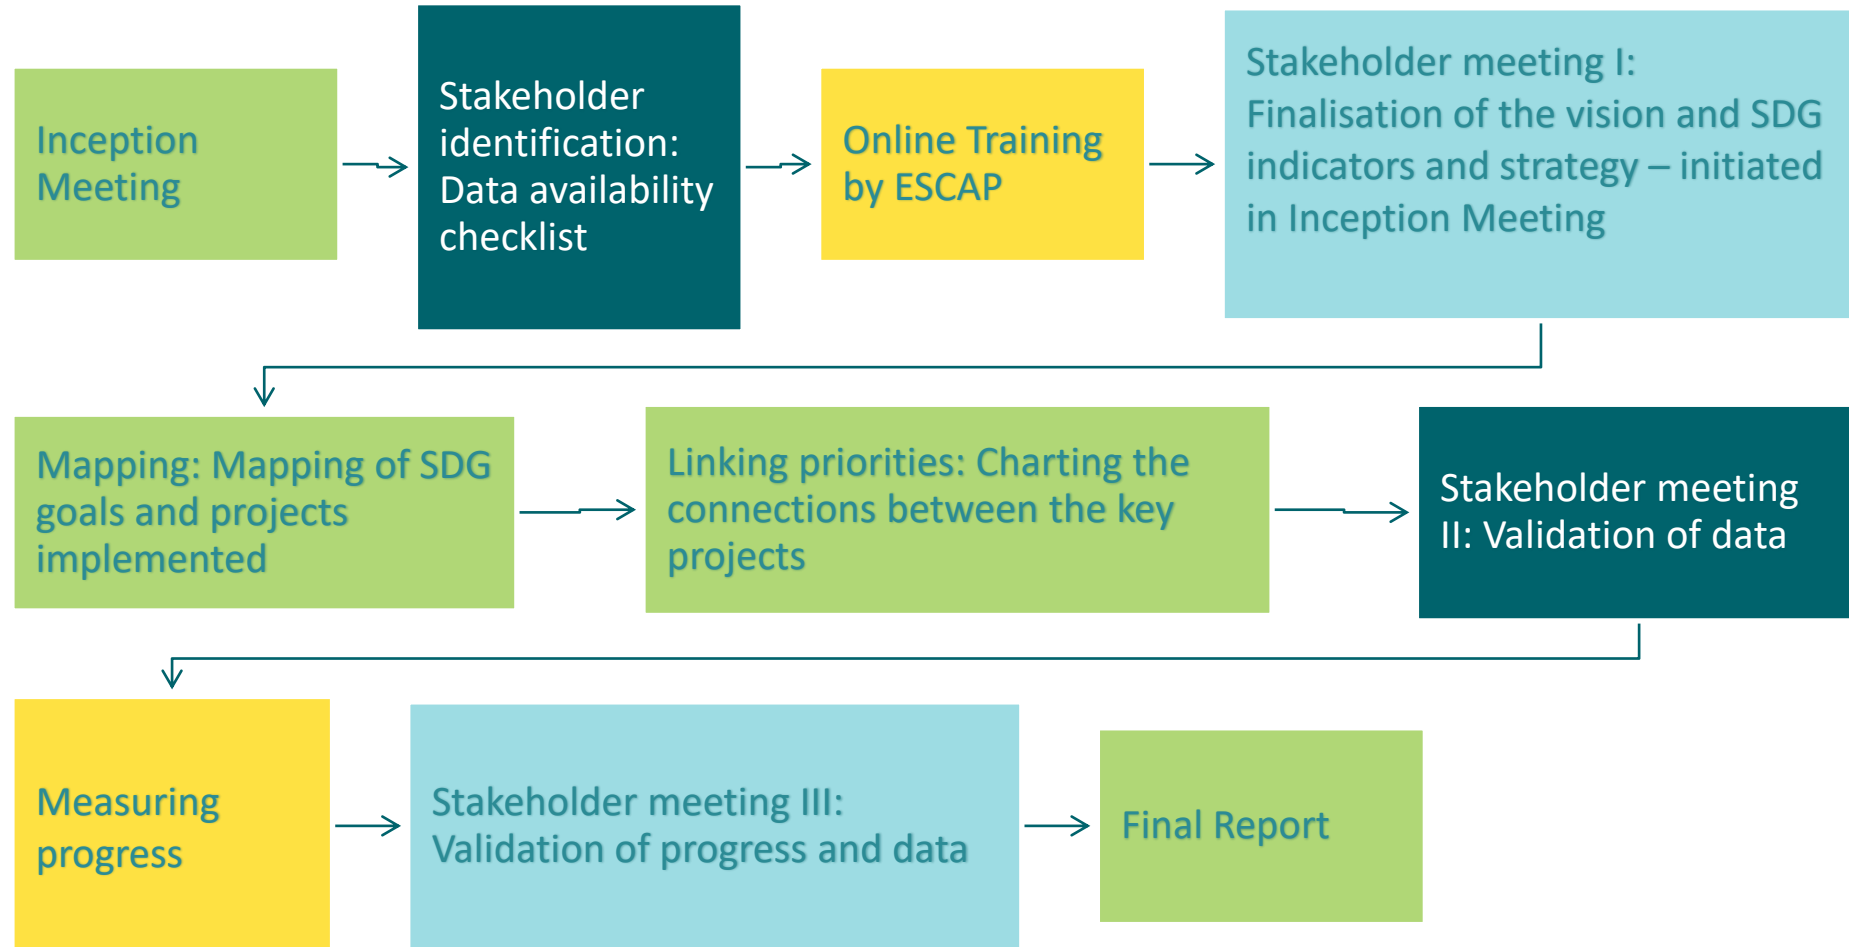 Inception
Meeting
Stakeholder
identification:
Data availability
checklist
Online Training
by ESCAP
Stakeholder meeting I:
Finalisation of the vision and SDG
indicators and strategy – initiated
in Inception Meeting
Mapping: Mapping of SDG
goals and projects
implemented
Linking priorities: Charting the
connections between the key
projects
Stakeholder meeting
II: Validation of data
Measuring
progress
Stakeholder meeting III:
Validation of progress and data
Final Report